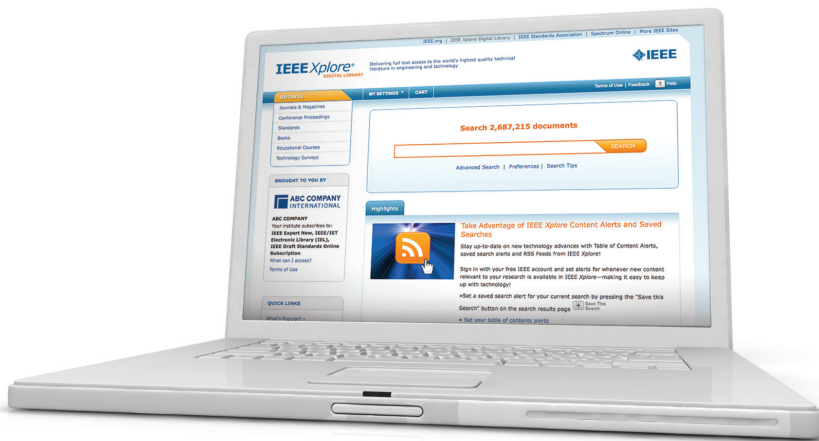 IEEE.org | IEEE Xplore Digital Library | IEEE Standards Association | Spectrum Online | More IEEE Sites
IEEE Xplore®
DIGITAL LIBRARY
Delivering full text access to the world's highest quality technical
literature in engineering and technology
IEEE
BROWSE
Journals & Magazines
Conference Proceedings
Standards
Books
Educational Courses
Technology Surveys
MY SETTINGS
CART
Terms of Use | Feedback ? Help
Search 2,687,215 documents
SEARCH
Advanced Search | Preferences | Search Tips
BROUGHT TO YOU BY
ABC COMPANY
INTERNATIONAL
ABC COMPANY
Your institute subscribes to:
IEEE Expert Now, IEEE/IET
Electronic Library (IEL),
IEEE Draft Standards Online
Subscription
What can I access?
Terms of Use
QUICK LINKS
What's Popular?
Highlights
Take Advantage of IEEE Xplore Content Alerts and Saved
Searches
Stay up-to-date on new technology advances with Table of Content Alerts,
saved search alerts and RSS Feeds from IEEE Xplore!
Sign in with your free IEEE account and set alerts for whenever new content
relevant to your research is available in IEEE Xplore—making it easy to keep
up with technology!
»Set a saved search alert for your current search by pressing the "Save this
Search" button on the search results page Save This
Search
» Set your table of contents alerts